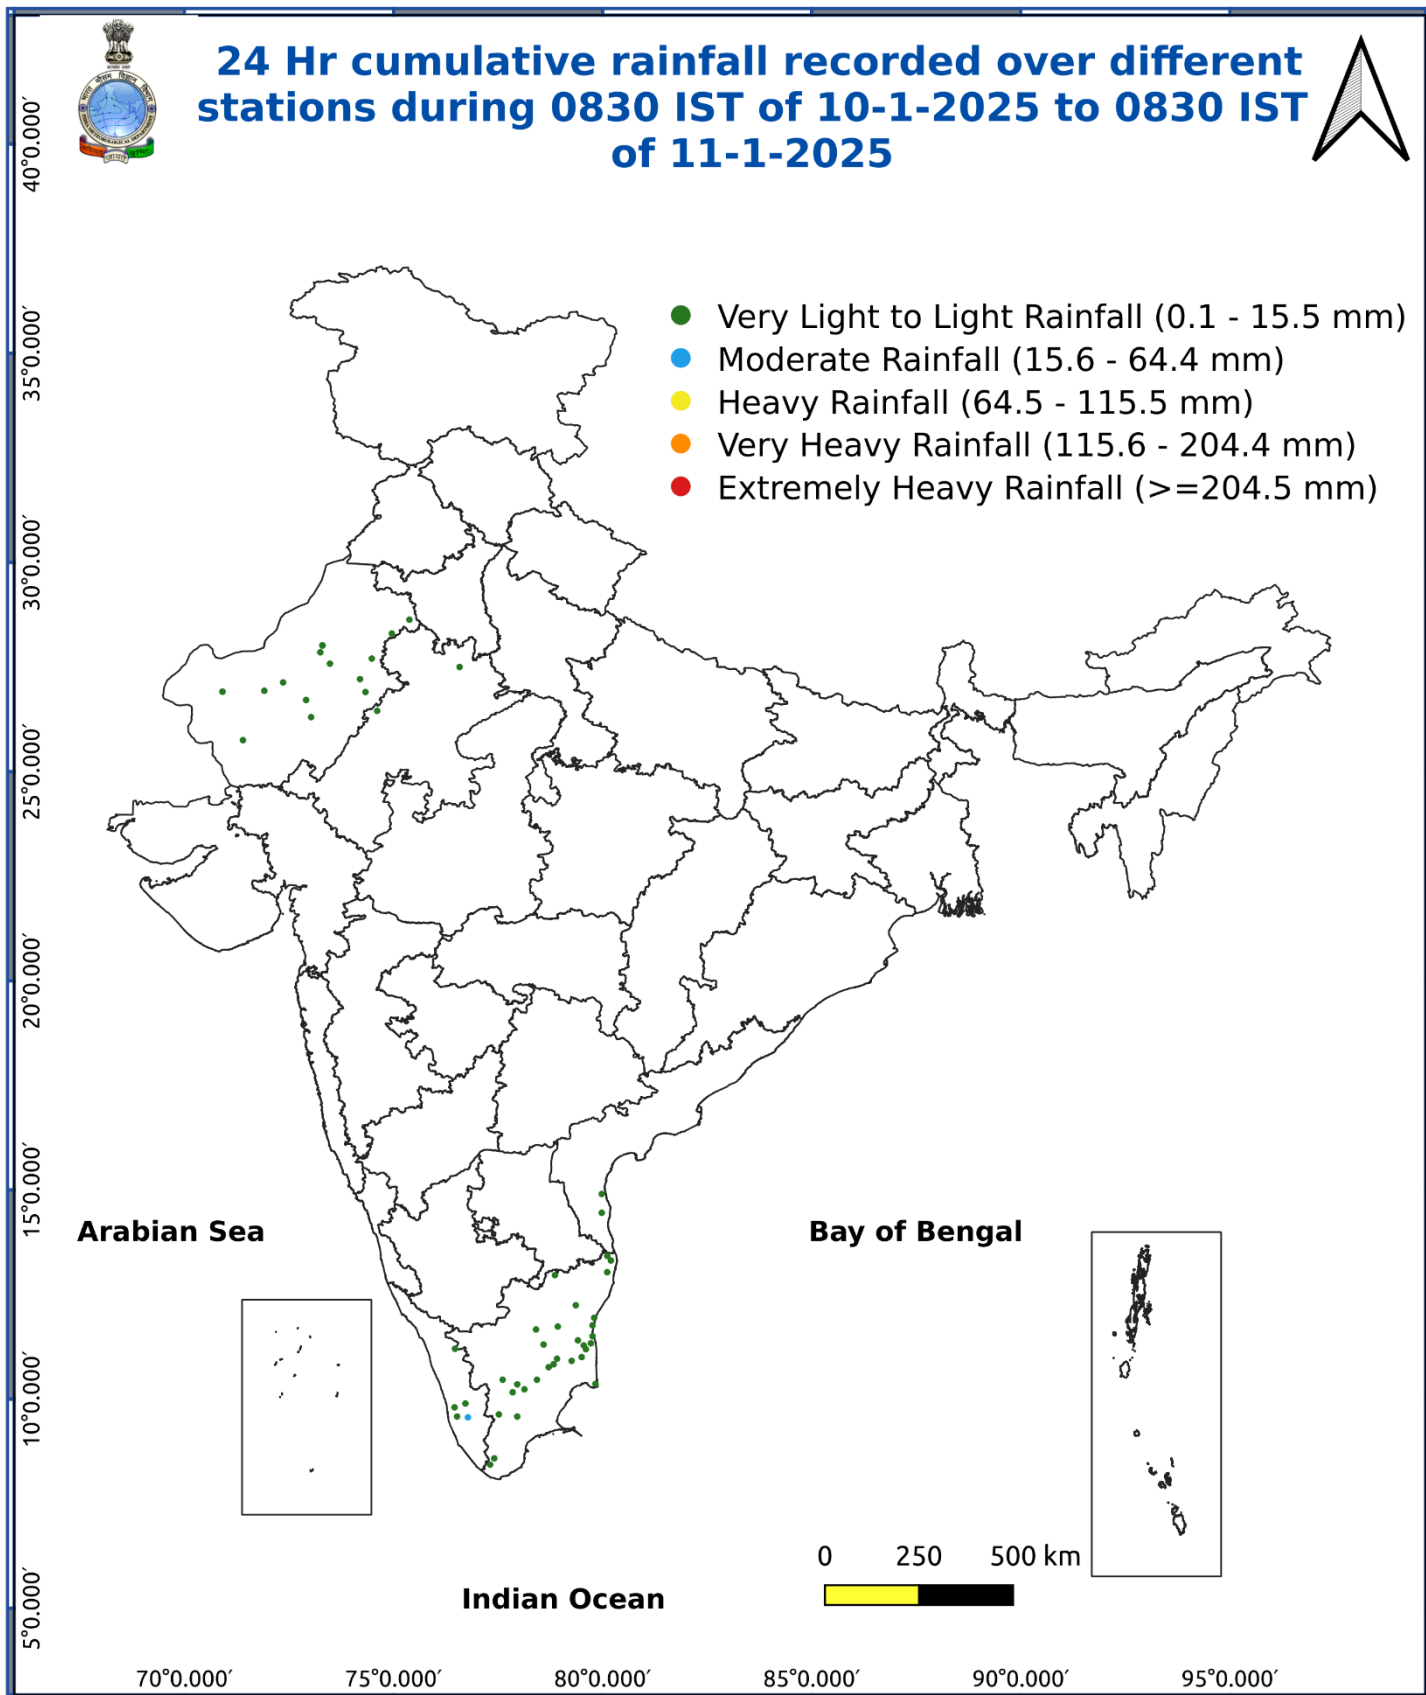 24 Hr cumulative rainfall recorded over different
stations during 0830 IST of 10-1-2025 to 0830 IST
of 11-1-2025
Very Light to Light Rainfall (0.1 - 15.5 mm)
Moderate Rainfall (15.6 - 64.4 mm)
Heavy Rainfall (64.5 - 115.5 mm)
Very Heavy Rainfall (115.6 - 204.4 mm)
Extremely Heavy Rainfall (>=204.5 mm)
40°0.000′
35°0.000′
30°0.000′
25°0.000′
20°0.000′
15°0.000′
10°0.000′
5°0.000′
Arabian Sea
Bay of Bengal
Indian Ocean
0 250 500 km
70°0.000′ 75°0.000′ 80°0.000′ 85°0.000′ 90°0.000′ 95°0.000′